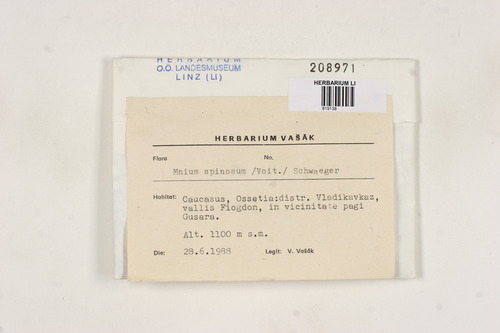 HERBARIUM
O.Ö. LANDESMUSEUM
LINZ (LI)
208971
HERBARIUM LI
819138
HERBARIUM VAŠÁK
Flora No.
Mnium spinosum /Voit./ Schwaeger
Habitat: Caucasus, Ossetia:distr. Vladikavkaz,
vallis Fiogdon, in vicinitate pagi
Gusara.
Alt. 1100 m s.m.
Die: 28.6.1988 Legit: V. Vašák